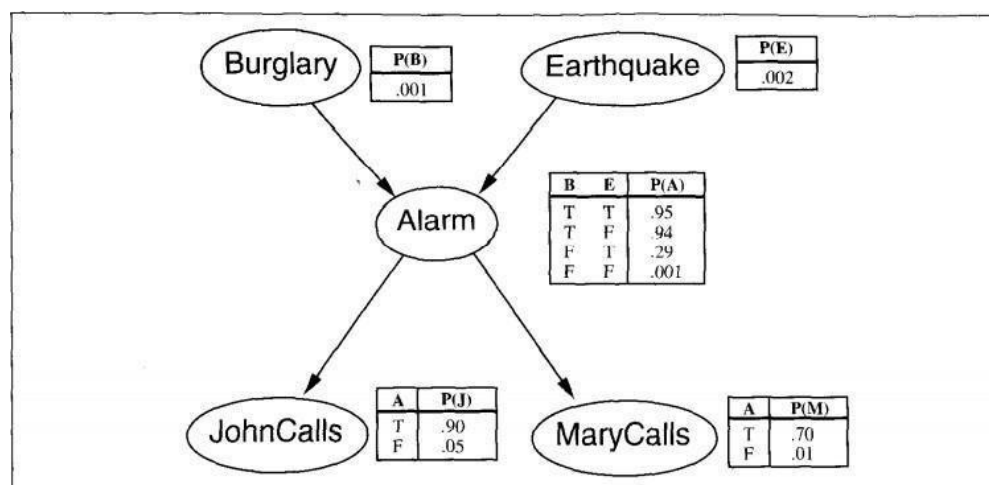 Burglary
P(B)
.001
Earthquake
P(E)
.002
Alarm
B E P(A)
T T .95
T F .94
F T .29
F F .001
JohnCalls
A P(J)
T .90
F .05
MaryCalls
A P(M)
T .70
F .01